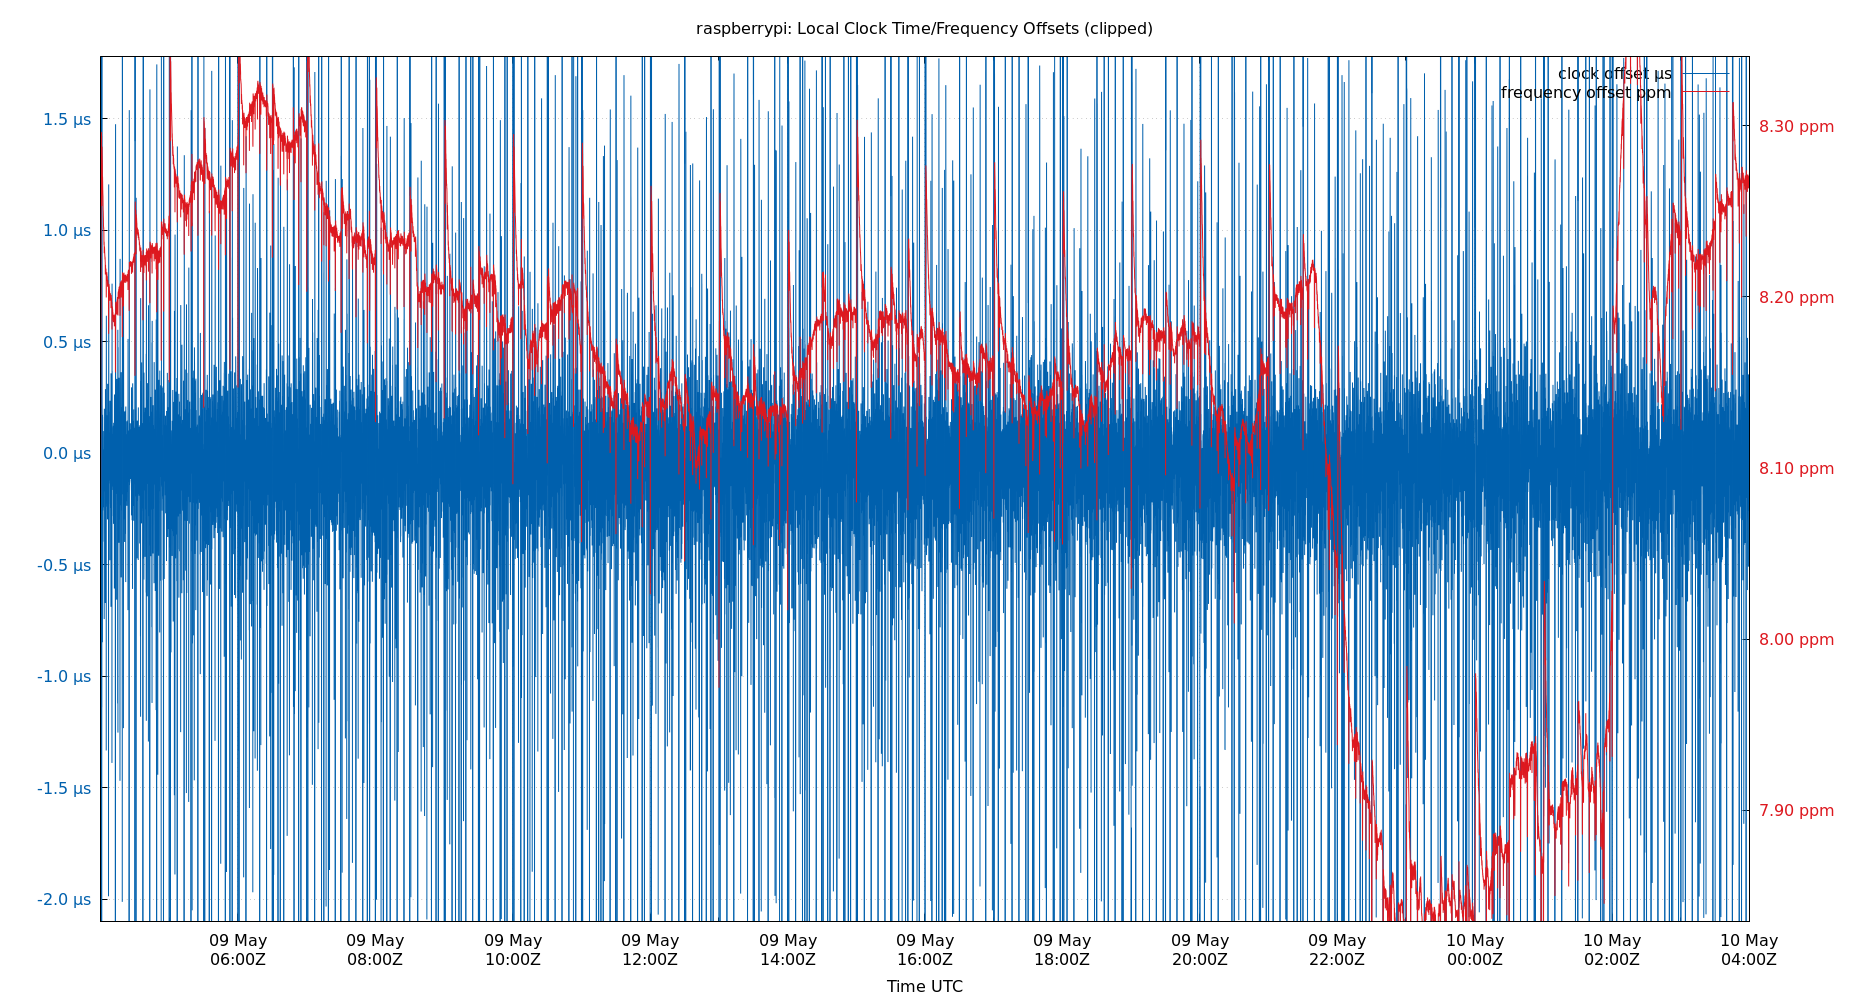 raspberrypi: Local Clock Time/Frequency Offsets (clipped)
clock offset µs
frequency offset ppm
1.5 µs
1.0 µs
0.5 µs
0.0 µs
-0.5 µs
-1.0 µs
-1.5 µs
-2.0 µs
8.30 ppm
8.20 ppm
8.10 ppm
8.00 ppm
7.90 ppm
09 May 09 May 09 May 09 May 09 May 09 May 09 May 09 May 09 May 10 May 10 May 10 May
06:00Z 08:00Z 10:00Z 12:00Z 14:00Z 16:00Z 18:00Z 20:00Z 22:00Z 00:00Z 02:00Z 04:00Z
Time UTC